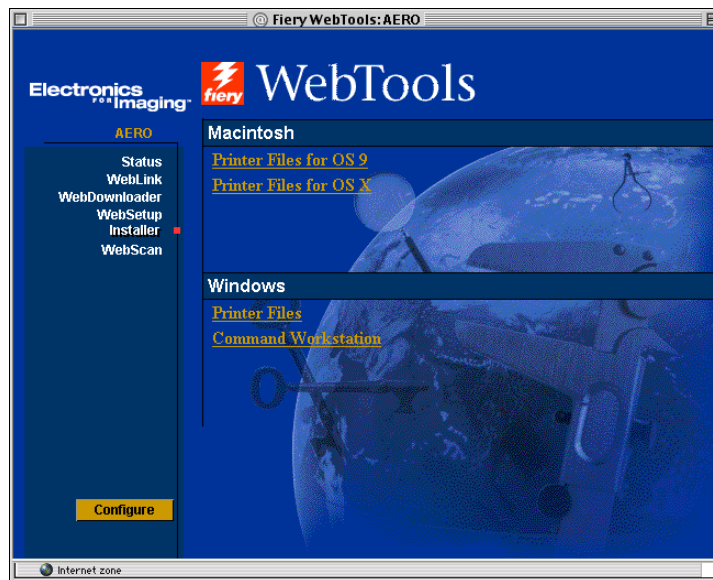 Fiery WebTools: AERO
Electronics
FOR Imaging™
fiery
WebTools
AERO
Status
WebLink
WebDownloader
WebSetup
Installer
WebScan
Configure
Macintosh
Printer Files for OS 9
Printer Files for OS X
Windows
Printer Files
Command Workstation
Internet zone